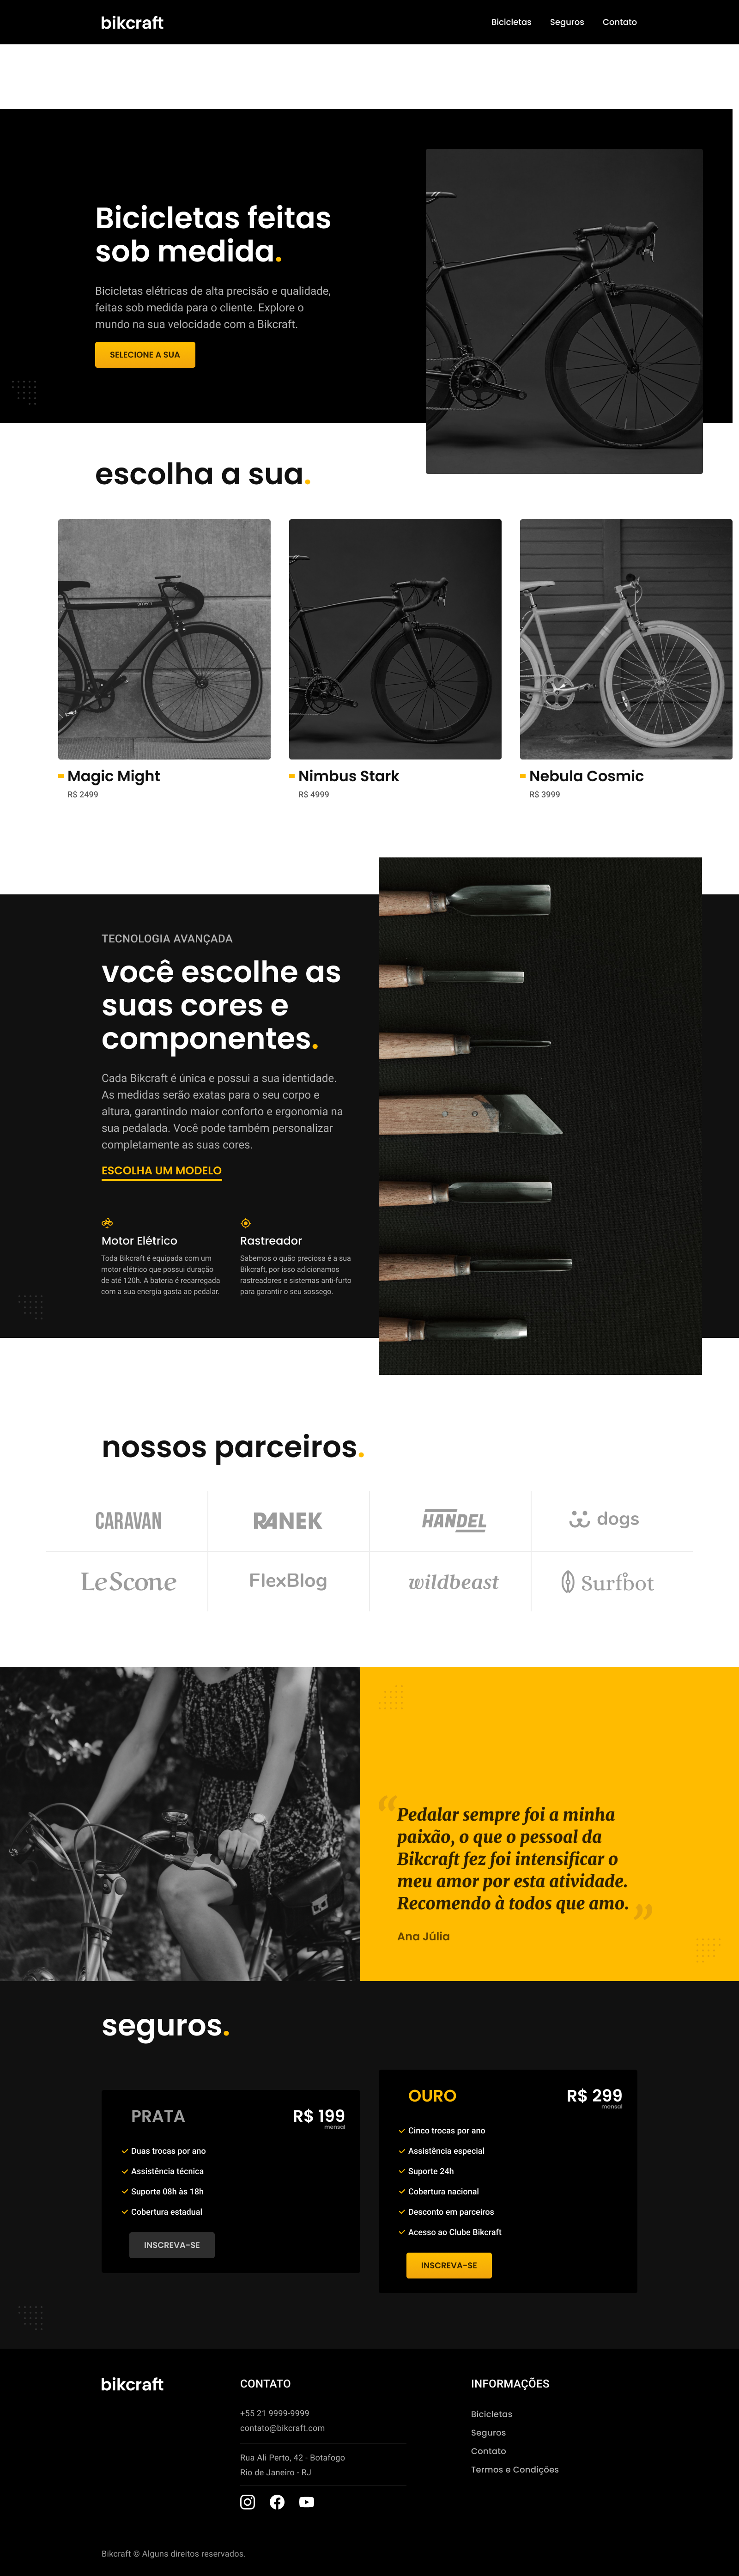 bikcraft
Bicicletas Seguros Contato
Bicicletas feitas
sob medida.
Bicicletas elétricas de alta precisão e qualidade,
feitas sob medida para o cliente. Explore o
mundo na sua velocidade com a Bikcraft.
SELECIONE A SUA
escolha a sua.
Magic Might
R$ 2499
Nimbus Stark
R$ 4999
Nebula Cosmic
R$ 3999
TECNOLOGIA AVANÇADA
você escolhe as
suas cores e
componentes.
Cada Bikcraft é única e possui a sua identidade.
As medidas serão exatas para o seu corpo e
altura, garantindo maior conforto e ergonomia na
sua pedalada. Você pode também personalizar
completamente as suas cores.
ESCOLHA UM MODELO
Motor Elétrico
Toda Bikcraft é equipada com um
motor elétrico que possui duração
de até 120h. A bateria é recarregada
com a sua energia gasta ao pedalar.
Rastreador
Sabemos o quão preciosa é a sua
Bikcraft, por isso adicionamos
rastreadores e sistemas anti-furto
para garantir o seu sossego.
nossos parceiros.
CARAVAN
RANEK
HANDEL
dogs
LeScone
FlexBlog
wildbeast
Surfbot
“Pedalar sempre foi a minha
paixão, o que o pessoal da
Bikcraft fez foi intensificar o
meu amor por esta atividade.
Recomendo à todos que amo.”
Ana Júlia
seguros.
PRATA
R$ 199
mensal
Duas trocas por ano
Assistência técnica
Suporte 08h às 18h
Cobertura estadual
INSCREVA-SE
OURO
R$ 299
mensal
Cinco trocas por ano
Assistência especial
Suporte 24h
Cobertura nacional
Desconto em parceiros
Acesso ao Clube Bikcraft
INSCREVA-SE
bikcraft
CONTATO
+55 21 9999-9999
contato@bikcraft.com
Rua Ali Perto, 42 - Botafogo
Rio de Janeiro - RJ
INFORMAÇÕES
Bicicletas
Seguros
Contato
Termos e Condições
Bikcraft © Alguns direitos reservados.